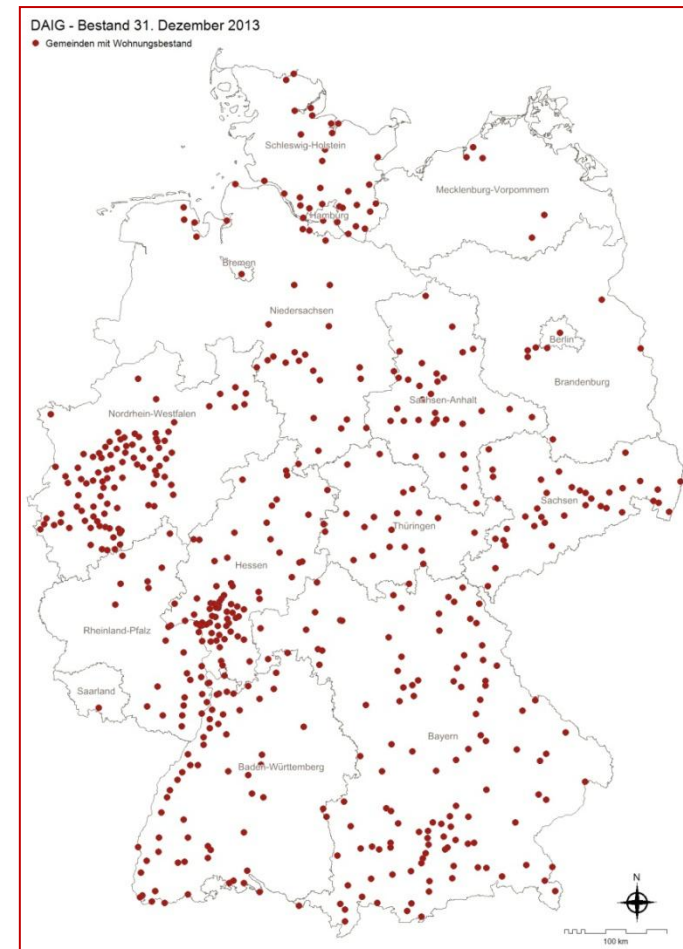 DAIG - Bestand 31. Dezember 2013
Gemeinden mit Wohnungsbestand
Schleswig-Holstein
Mecklenburg-Vorpommern
Hamburg
Bremen
Niedersachsen
Berlin
Brandenburg
Sachsen-Anhalt
Nordrhein-Westfalen
Sachsen
Thüringen
Hessen
Rheinland-Pfalz
Saarland
Bayern
Baden-Württemberg
N
100 km